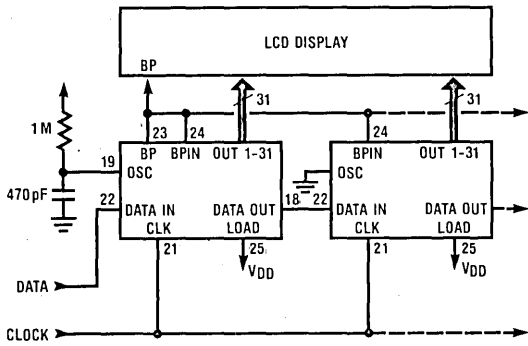 LCD DISPLAY
BP
31
31
1M
23
24
24
BP BPIN OUT 1-31
BPIN OUT 1-31
19
OSC
OSC
470pF
22
DATA IN DATA OUT
18
22
DATA IN DATA OUT
CLK LOAD
CLK LOAD
21
25
21
25
VDD
VDD
DATA
CLOCK